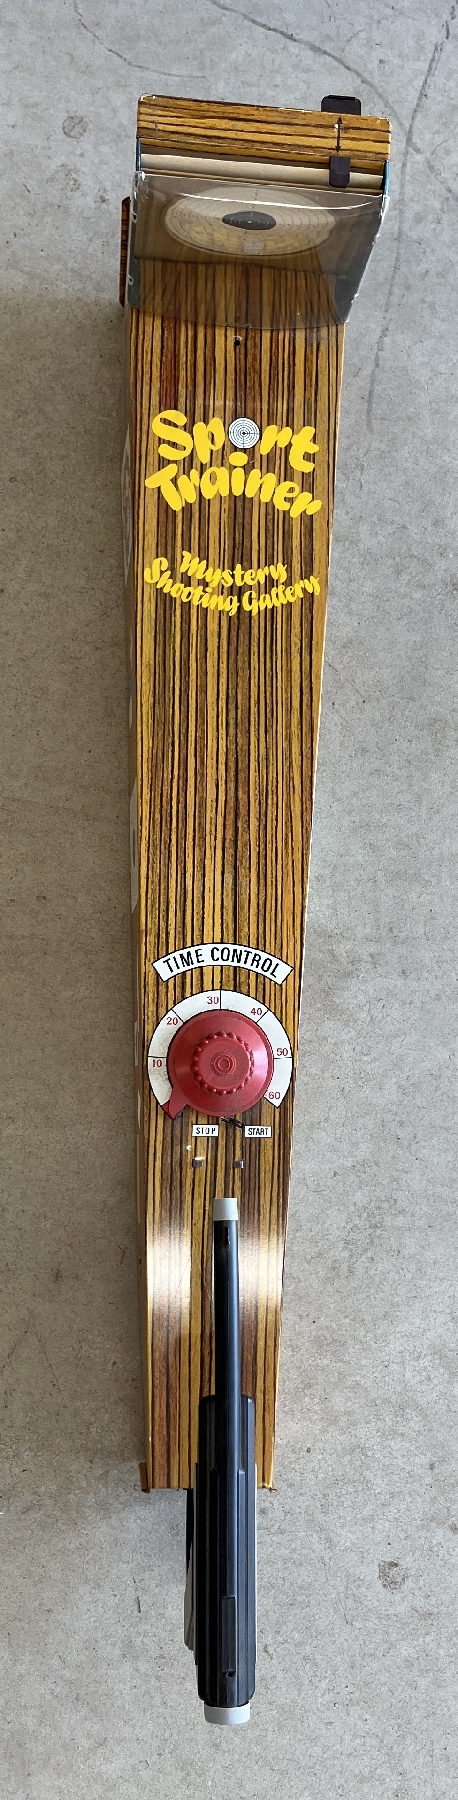 Sport
Trainer
Mystery
Shooting Gallery
TIME CONTROL
10
20
30
40
50
60
STOP
START